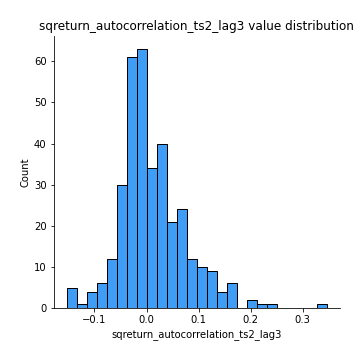 sqreturn_autocorrelation_ts2_lag3 value distribution
60
50
40
30
20
10
0
Count
−0.1 0.0 0.1 0.2 0.3
sqreturn_autocorrelation_ts2_lag3